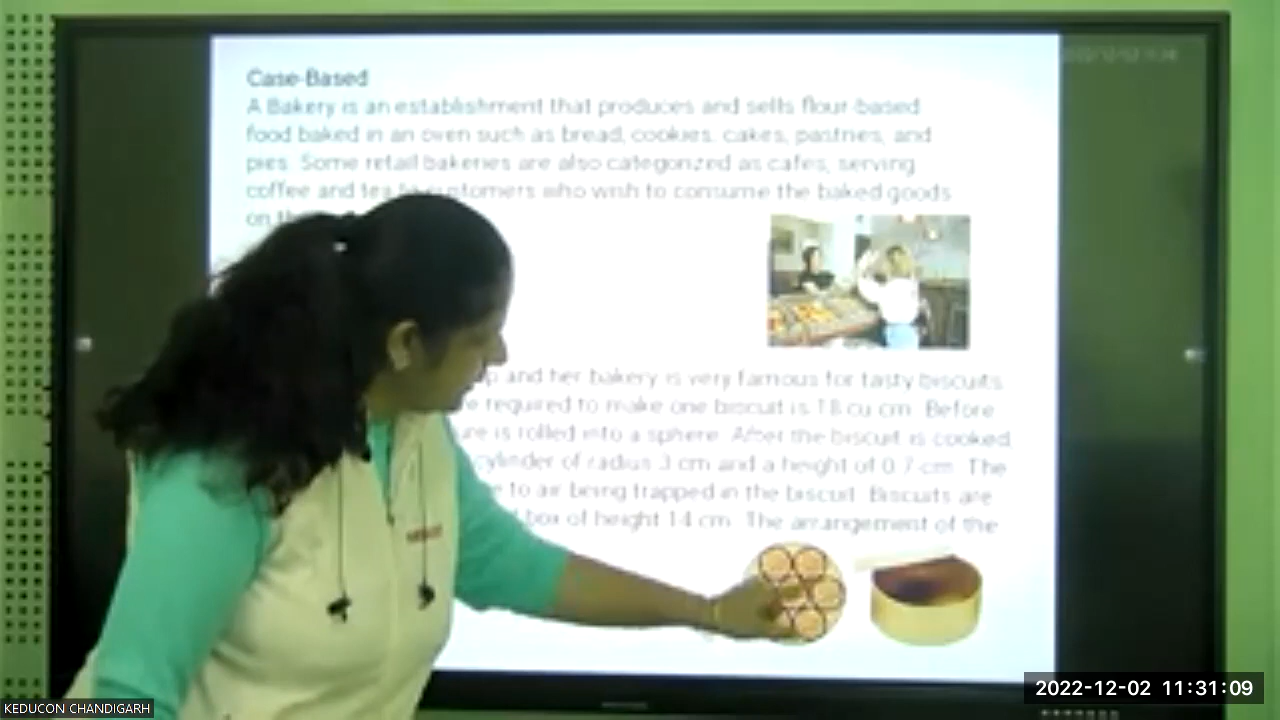 Case-Based
A Bakery is an establishment that produces and sells flour-based
food baked in an oven such as bread, cookies, cakes, pastries, and
pies. Some retail bakeries are also categorized as cafes, serving
coffee and tea to customers who wish to consume the baked goods
on
and her bakery is very famous for tasty biscuits
required to make one biscuit is 18 cu cm. Before
is rolled into a sphere. After the biscuit is cooked,
cylinder of radius 3 cm and a height of 0.7 cm. The
to air being trapped in the biscuit. Biscuits are
box of height 14 cm. The arrangement of the
KEDUCON CHANDIGARH
2022-12-02 11:31:09